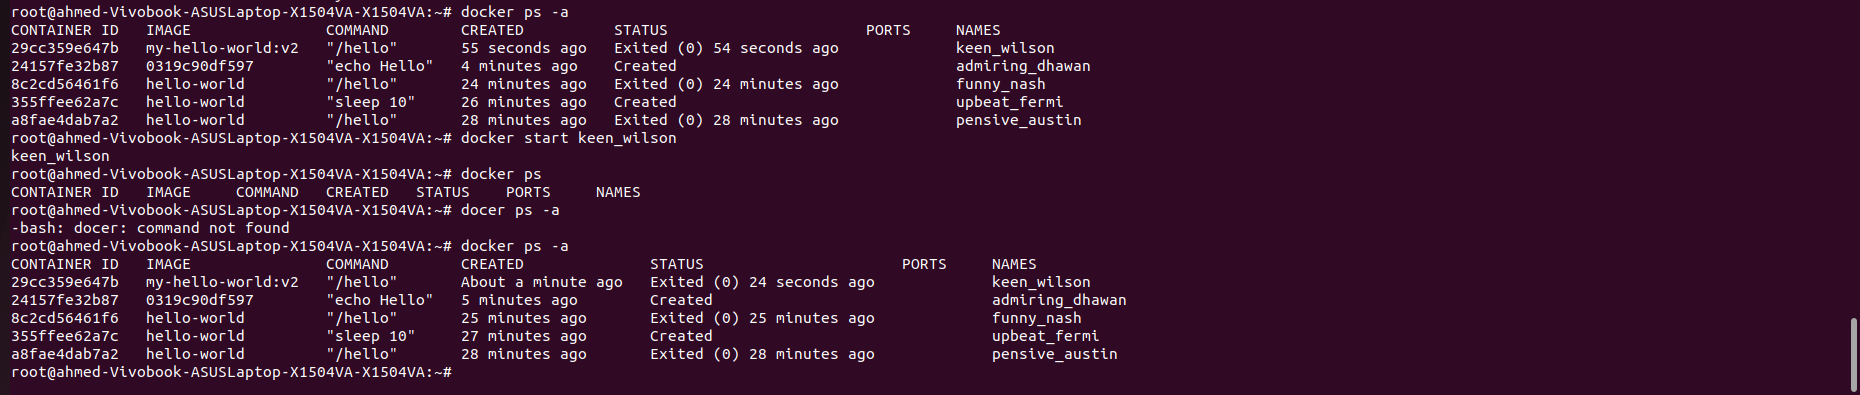 root@ahmed-Vivobook-ASUSLaptop-X1504VA-X1504VA:~# docker ps -a
CONTAINER ID   IMAGE               COMMAND        CREATED          STATUS                      PORTS     NAMES
29cc359e647b   my-hello-world:v2   "/hello"       55 seconds ago   Exited (0) 54 seconds ago             keen_wilson
24157fe32b87   0319c90df597        "echo Hello"   4 minutes ago    Created                               admiring_dhawan
8c2cd56461f6   hello-world         "/hello"       24 minutes ago   Exited (0) 24 minutes ago             funny_nash
355ffee62a7c   hello-world         "sleep 10"     26 minutes ago   Created                               upbeat_fermi
a8fae4dab7a2   hello-world         "/hello"       28 minutes ago   Exited (0) 28 minutes ago             pensive_austin
root@ahmed-Vivobook-ASUSLaptop-X1504VA-X1504VA:~# docker start keen_wilson
keen_wilson
root@ahmed-Vivobook-ASUSLaptop-X1504VA-X1504VA:~# docker ps
CONTAINER ID   IMAGE     COMMAND   CREATED   STATUS    PORTS     NAMES
root@ahmed-Vivobook-ASUSLaptop-X1504VA-X1504VA:~# docer ps -a
-bash: docer: command not found
root@ahmed-Vivobook-ASUSLaptop-X1504VA-X1504VA:~# docker ps -a
CONTAINER ID   IMAGE               COMMAND        CREATED              STATUS                      PORTS     NAMES
29cc359e647b   my-hello-world:v2   "/hello"       About a minute ago   Exited (0) 24 seconds ago             keen_wilson
24157fe32b87   0319c90df597        "echo Hello"   5 minutes ago        Created                               admiring_dhawan
8c2cd56461f6   hello-world         "/hello"       25 minutes ago       Exited (0) 25 minutes ago             funny_nash
355ffee62a7c   hello-world         "sleep 10"     27 minutes ago       Created                               upbeat_fermi
a8fae4dab7a2   hello-world         "/hello"       28 minutes ago       Exited (0) 28 minutes ago             pensive_austin
root@ahmed-Vivobook-ASUSLaptop-X1504VA-X1504VA:~#